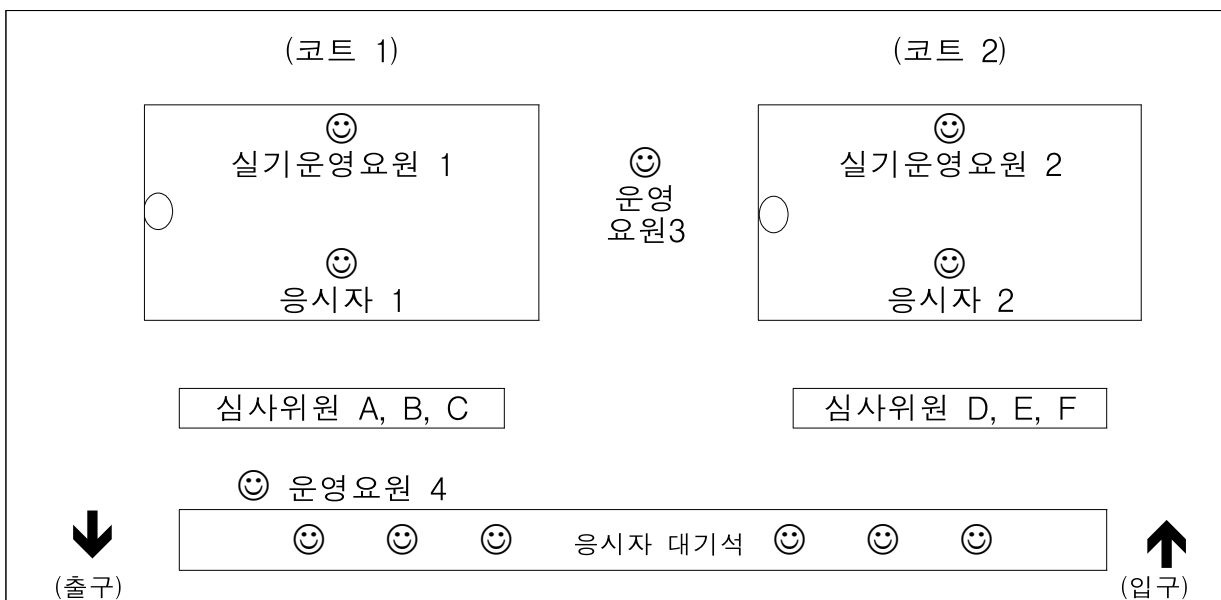 (코트 1)
(코트 2)
실기운영요원 1
운영
요원3
실기운영요원 2
응시자 1
응시자 2
심사위원 A, B, C
심사위원 D, E, F
운영요원 4
응시자 대기석
(출구)
(입구)